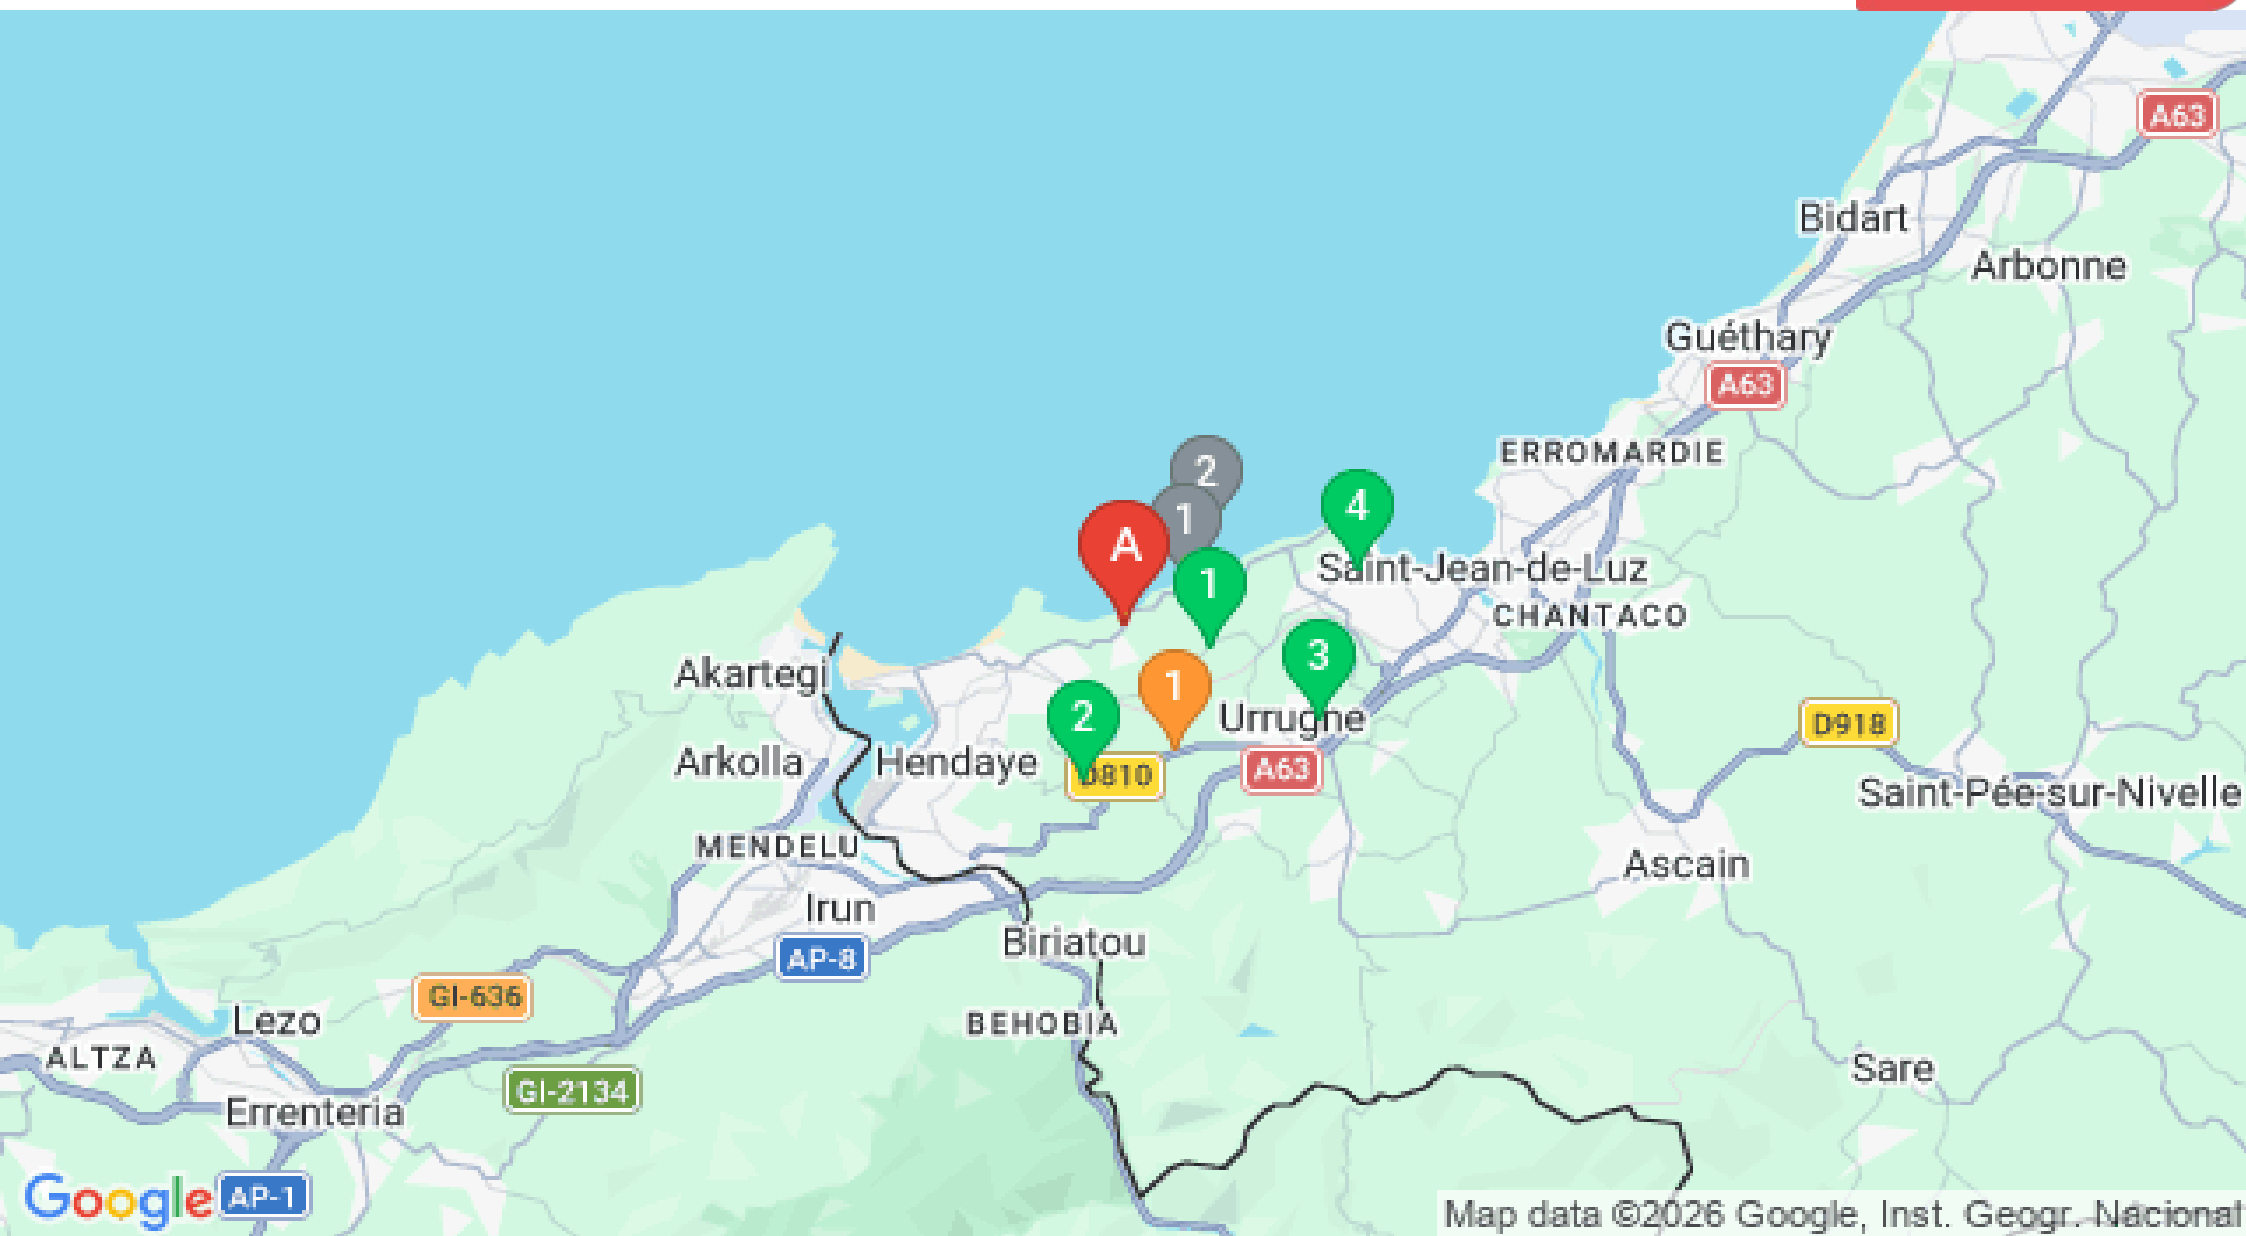 A63
Bidart
Arbonne
Guéthary
A63
ERROMARDIE
2
4
1
A
Saint-Jean-de-Luz
1
CHANTACO
3
Akartegi
1
2
Urrugne
D918
Arkolla
Hendaye
D810
A63
Saint-Pée-sur-Nivelle
MENDELU
Ascain
Irun
Biriatou
AP-8
GI-636
Lezo
BEHOBIA
ALTZA
Sare
GI-2134
Errenteria
Google
AP-1
Map data ©2026 Google, Inst. Geogr. Nacional